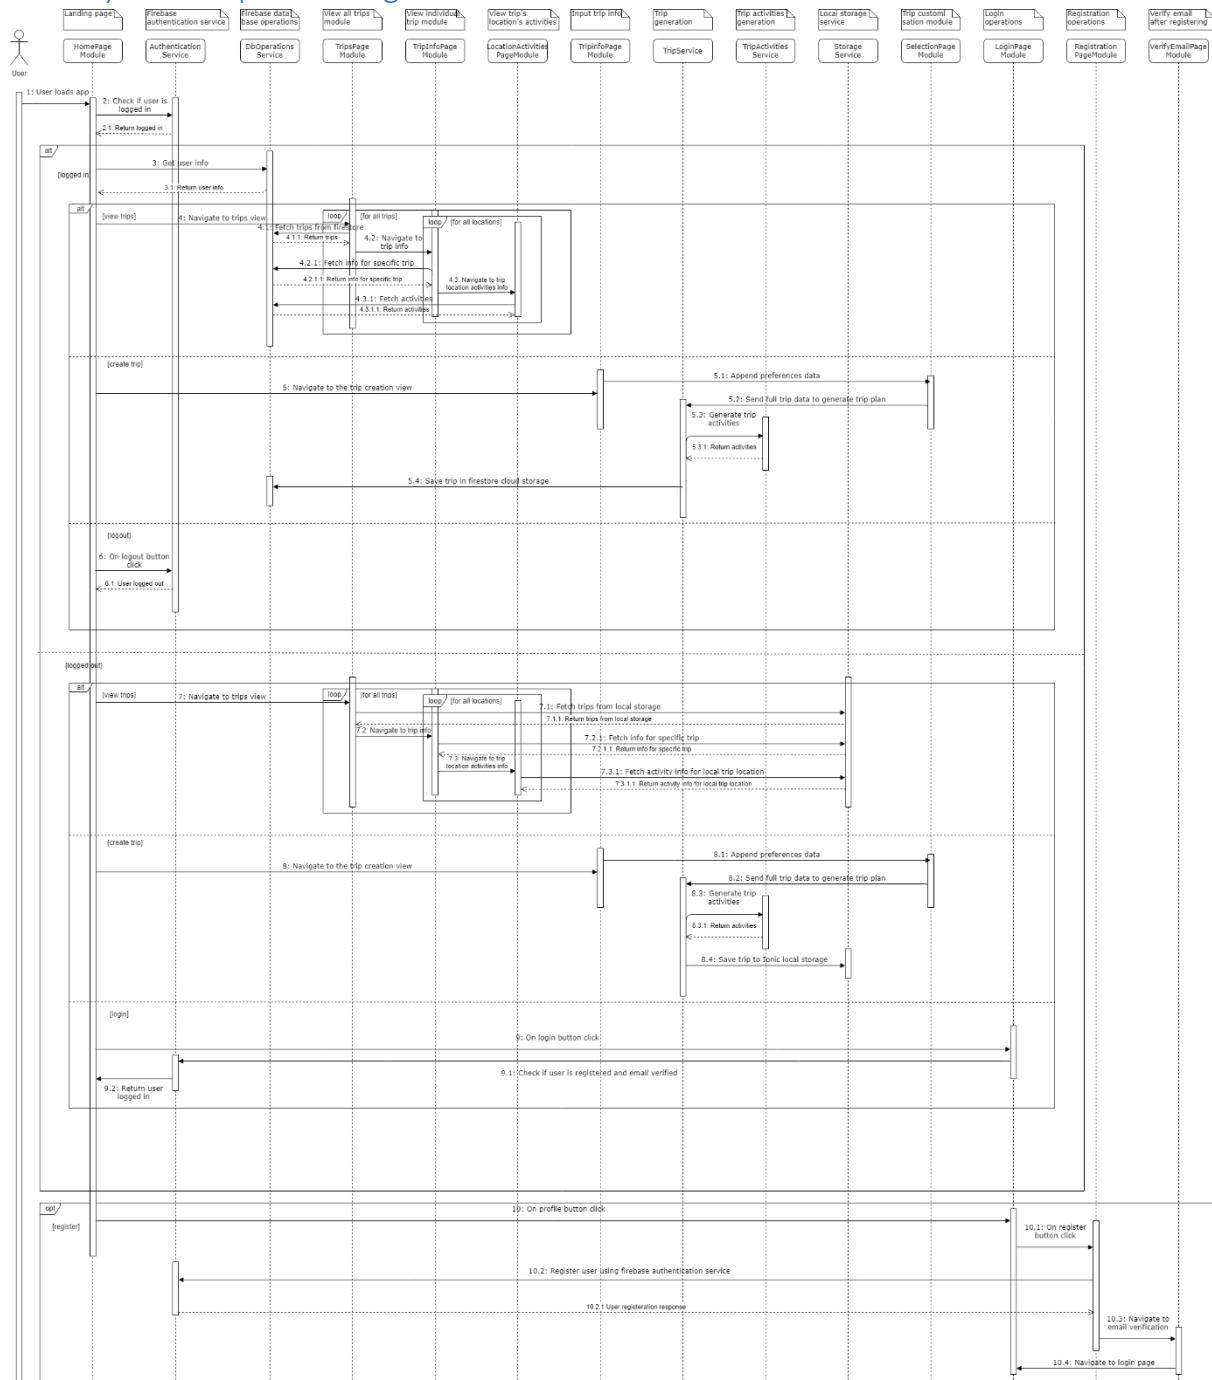 Landing page
Firebase
authentication service
Firebase data
base operations
View all trips
module
View individual
trip module
View trip's
location's activities
Input trip info
Trip
generation
Trip activities
generation
Local storage
service
Trip customi
sation module
Login
operations
Registration
operations
Verify email
after registering
User
HomePage
Module
Authentication
Service
DbOperations
Service
TripsPage
Module
TripInfoPage
Module
LocationActivities
PageModule
TripinfoPage
Module
TripService
TripActivities
Service
Storage
Service
SelectionPage
Module
LoginPage
Module
Registration
PageModule
VerifyEmailPage
Module
1: User loads app
2: Check if user is
logged in
2.1: Return logged in
alt
[logged in]
3: Get user info
3.1: Return user info
alt
[view trips]
4: Navigate to trips view
loop
[for all trips]
loop
[for all locations]
4.1: Fetch trips from firestore
4.1.1: Return trips
4.2: Navigate to
trip info
4.2.1: Fetch info for specific trip
4.2.1.1: Return info for specific trip
4.3: Navigate to trip
location activities info
4.3.1: Fetch activities
4.3.1.1: Return activities
[create trip]
5: Navigate to the trip creation view
5.1: Append preferences data
5.2: Send full trip data to generate trip plan
5.3: Generate trip
activities
5.3.1: Return activities
5.4: Save trip in firestore cloud storage
[logout]
6: On logout button
click
6.1: User logged out
[logged out]
alt
[view trips]
7: Navigate to trips view
loop
[for all trips]
loop
[for all locations]
7.1: Fetch trips from local storage
7.1.1: Return trips from local storage
7.2: Navigate to trip info
7.2.1: Fetch info for specific trip
7.2.1.1: Return info for specific trip
7.3: Navigate to trip
location activities info
7.3.1: Fetch activity info for local trip location
7.3.1.1: Return activity info for local trip location
[create trip]
8: Navigate to the trip creation view
8.1: Append preferences data
8.2: Send full trip data to generate trip plan
8.3: Generate trip
activities
8.3.1: Return activities
8.4: Save trip to Ionic local storage
[login]
9: On login button click
9.1: Check if user is registered and email verified
9.2: Return user
logged in
opt
[register]
10: On profile button click
10.1: On register
button click
10.2: Register user using firebase authentication service
10.2.1 User registeration response
10.3: Navigate to
email verification
10.4: Navigate to login page